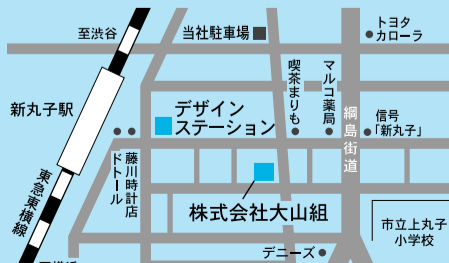 至渋谷
当社駐車場
トヨタ
カローラ
新丸子駅
デザイン
ステーション
喫茶まりも
マルコ薬局
綱島街道
信号
「新丸子」
藤川時計店
ドトール
東急東横線
株式会社大山組
市立上丸子
小学校
デニーズ
至横浜